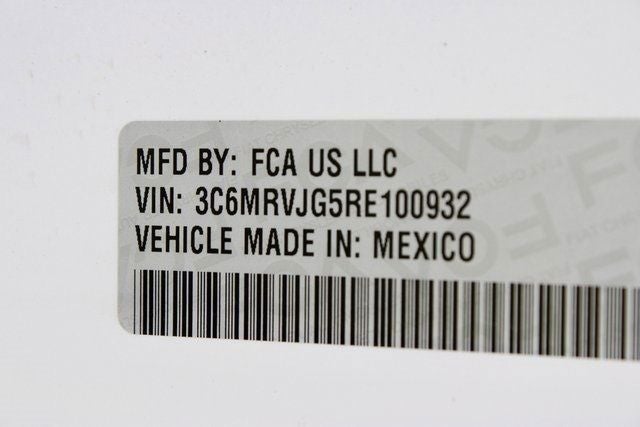 MFD BY: FCA US LLC
VIN: 3C6MRVJG5RE100932
VEHICLE MADE IN: MEXICO